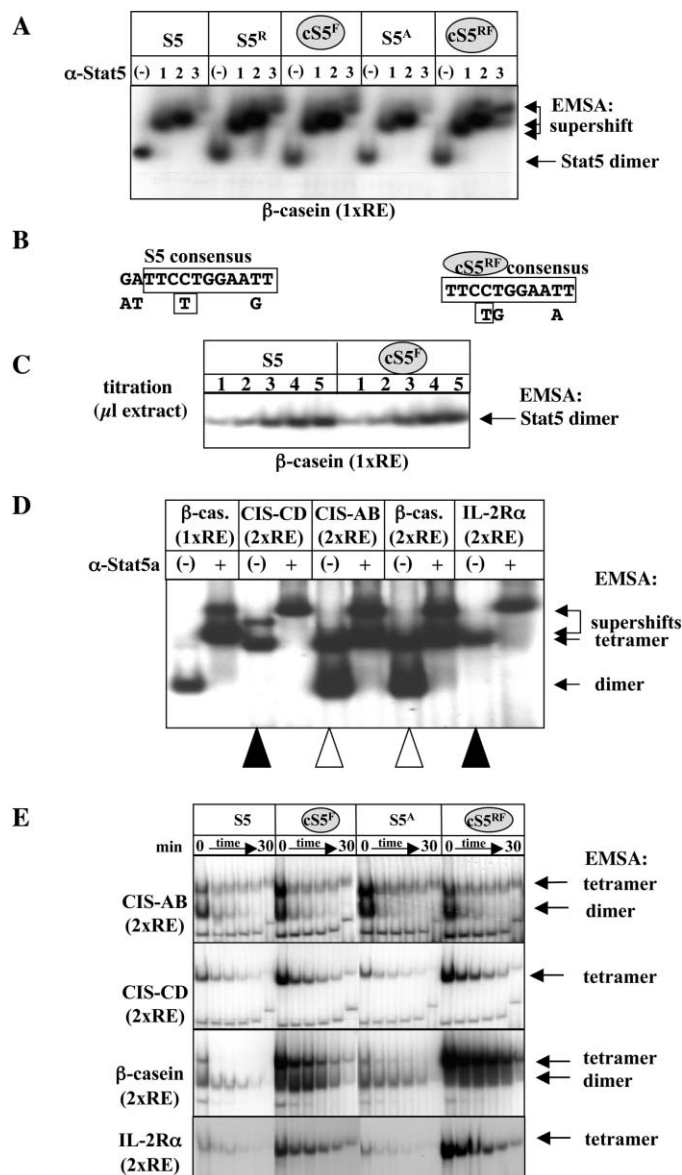 A
S5 S5R cS5F S5A cS5RF
α-Stat5 (-) 1 2 3 (-) 1 2 3 (-) 1 2 3 (-) 1 2 3 (-) 1 2 3
EMSA:
supershift
Stat5 dimer
β-casein (1xRE)
B
S5 consensus
GATTCCTGGAATT
AT T G
cS5RF consensus
TTCCTGGAATT
TG A
C
S5 cS5F
titration
(µl extract)
1 2 3 4 5 1 2 3 4 5
EMSA:
Stat5 dimer
β-casein (1xRE)
D
β-cas. CIS-CD CIS-AB β-cas. IL-2Rα
(1xRE) (2xRE) (2xRE) (2xRE) (2xRE)
α-Stat5a (-) + (-) + (-) + (-) + (-) +
EMSA:
supershifts
tetramer
dimer
E
S5 cS5F S5A cS5RF
min 0 time 30 0 time 30 0 time 30 0 time 30
EMSA:
CIS-AB
(2xRE)
tetramer
dimer
CIS-CD
(2xRE)
tetramer
β-casein
(2xRE)
tetramer
dimer
IL-2Rα
(2xRE)
tetramer